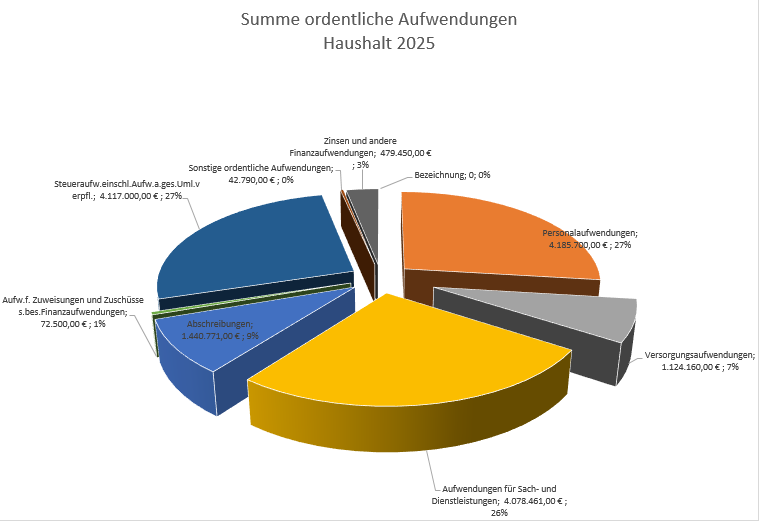 Summe ordentliche Aufwendungen
Haushalt 2025
Zinsen und andere
Finanzaufwendungen; 479.450,00 €
; 3%
Sonstige ordentliche Aufwendungen;
42.790,00 € ; 0%
Bezeichnung; 0; 0%
Steueraufw.einschl.Aufw.a.ges.Uml.v
erpfl.; 4.117.000,00 € ; 27%
Personalaufwendungen;
4.185.700,00 € ; 27%
Aufw.f. Zuweisungen und Zuschüsse
s.bes.Finanzaufwendungen;
72.500,00 € ; 1%
Abschreibungen;
1.440.771,00 € ; 9%
Versorgungsaufwendungen;
1.124.160,00 € ; 7%
Aufwendungen für Sach- und
Dienstleistungen; 4.078.461,00 € ;
26%